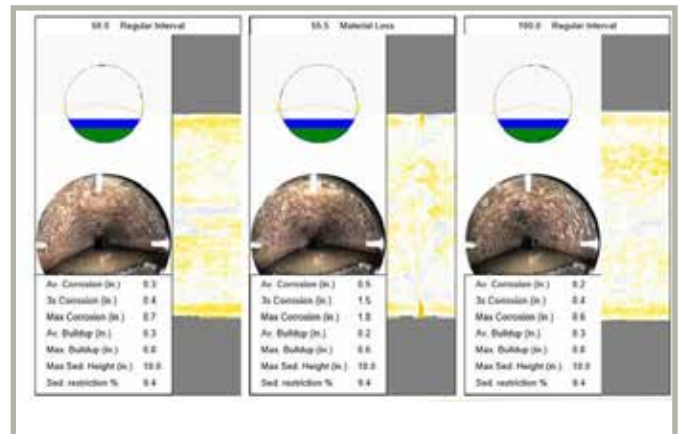 50.0 Regular Interval
Av. Corrosion (in.) 0.3
3s Corrosion (in.) 0.4
Max Corrosion (in.) 0.7
Av. Buildup (in.) 0.3
Max. Buildup (in.) 0.8
Max Sed. Height (in.) 10.0
Sed. restriction % 9.4
55.5 Material Loss
Av. Corrosion (in.) 0.5
3s Corrosion (in.) 1.5
Max Corrosion (in.) 1.8
Av. Buildup (in.) 0.2
Max. Buildup (in.) 0.6
Max Sed. Height (in.) 10.0
Sed. restriction % 9.4
100.0 Regular Interval
Av. Corrosion (in.) 0.2
3s Corrosion (in.) 0.4
Max Corrosion (in.) 0.6
Av. Buildup (in.) 0.3
Max. Buildup (in.) 0.8
Max Sed. Height (in.) 10.0
Sed. restriction % 9.4